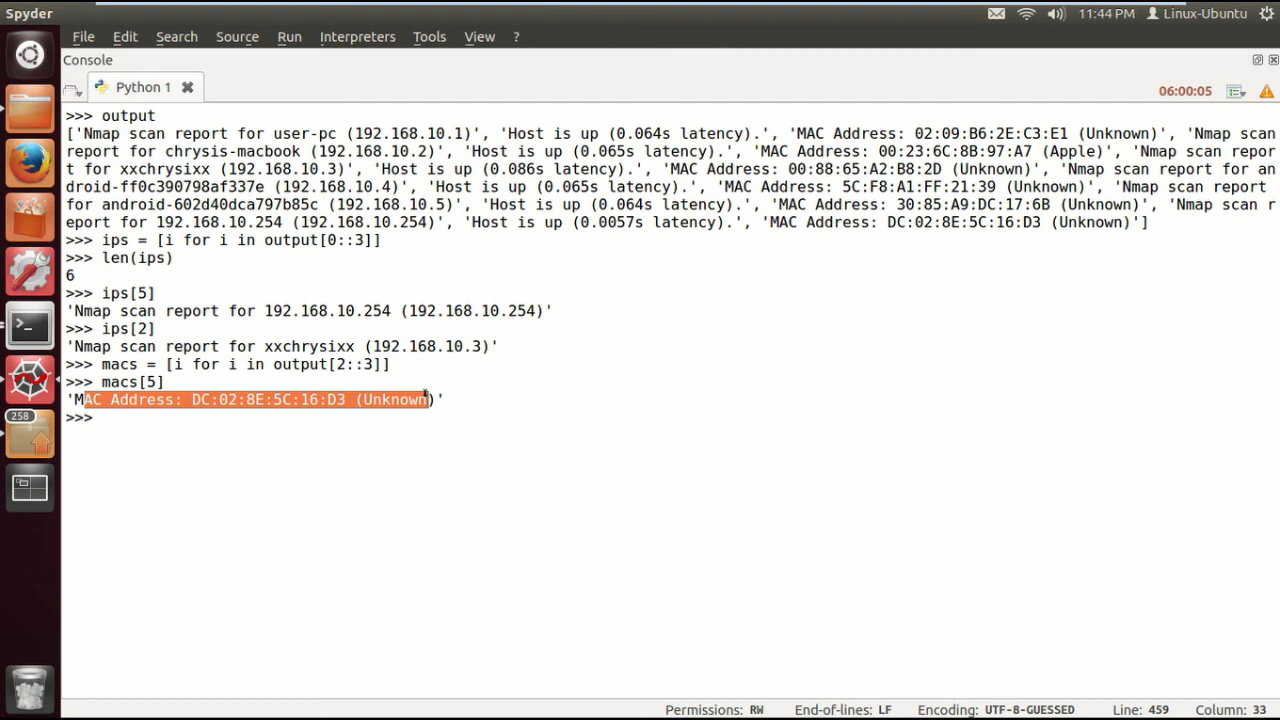 Spyder
11:44 PM Linux-Ubuntu
File Edit Search Source Run Interpreters Tools View ?
Console
Python 1
06:00:05
>>> output
['Nmap scan report for user-pc (192.168.10.1)', 'Host is up (0.064s latency).', 'MAC Address: 02:09:B6:2E:C3:E1 (Unknown)', 'Nmap scan
report for chrysis-macbook (192.168.10.2)', 'Host is up (0.065s latency).', 'MAC Address: 00:23:6C:8B:97:A7 (Apple)', 'Nmap scan repor
t for xxchrysixx (192.168.10.3)', 'Host is up (0.086s latency).', 'MAC Address: 00:88:65:A2:B8:2D (Unknown)', 'Nmap scan report for an
droid-ff0c390798af337e (192.168.10.4)', 'Host is up (0.065s latency).', 'MAC Address: 5C:F8:A1:FF:21:39 (Unknown)', 'Nmap scan report
for android-602d40dca797b85c (192.168.10.5)', 'Host is up (0.064s latency).', 'MAC Address: 30:85:A9:DC:17:6B (Unknown)', 'Nmap scan r
eport for 192.168.10.254 (192.168.10.254)', 'Host is up (0.0057s latency).', 'MAC Address: DC:02:8E:5C:16:D3 (Unknown)']
>>> ips = [i for i in output[0::3]]
>>> len(ips)
6
>>> ips[5]
'Nmap scan report for 192.168.10.254 (192.168.10.254)'
>>> ips[2]
'Nmap scan report for xxchrysixx (192.168.10.3)'
>>> macs = [i for i in output[2::3]]
>>> macs[5]
'MAC Address: DC:02:8E:5C:16:D3 (Unknown)'
>>>
258
Permissions: RW End-of-lines: LF Encoding: UTF-8-GUESSED Line: 459 Column: 33